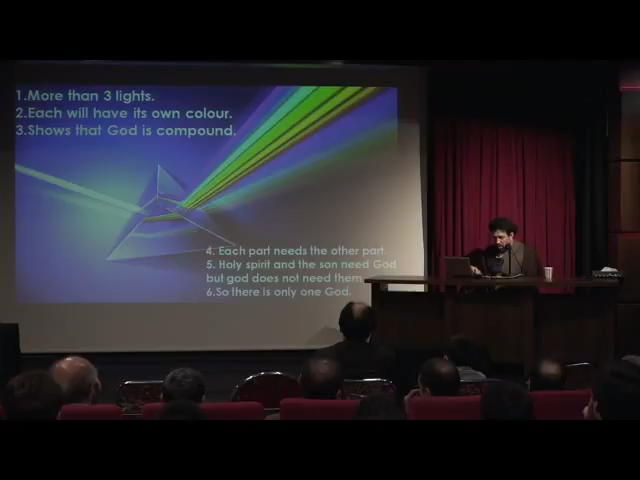 1.More than 3 lights.
2.Each will have its own colour.
3.Shows that God is compound.
4. Each part needs the other part.
5. Holy spirit and the son need God
but god does not need them
6.So there is only one God.